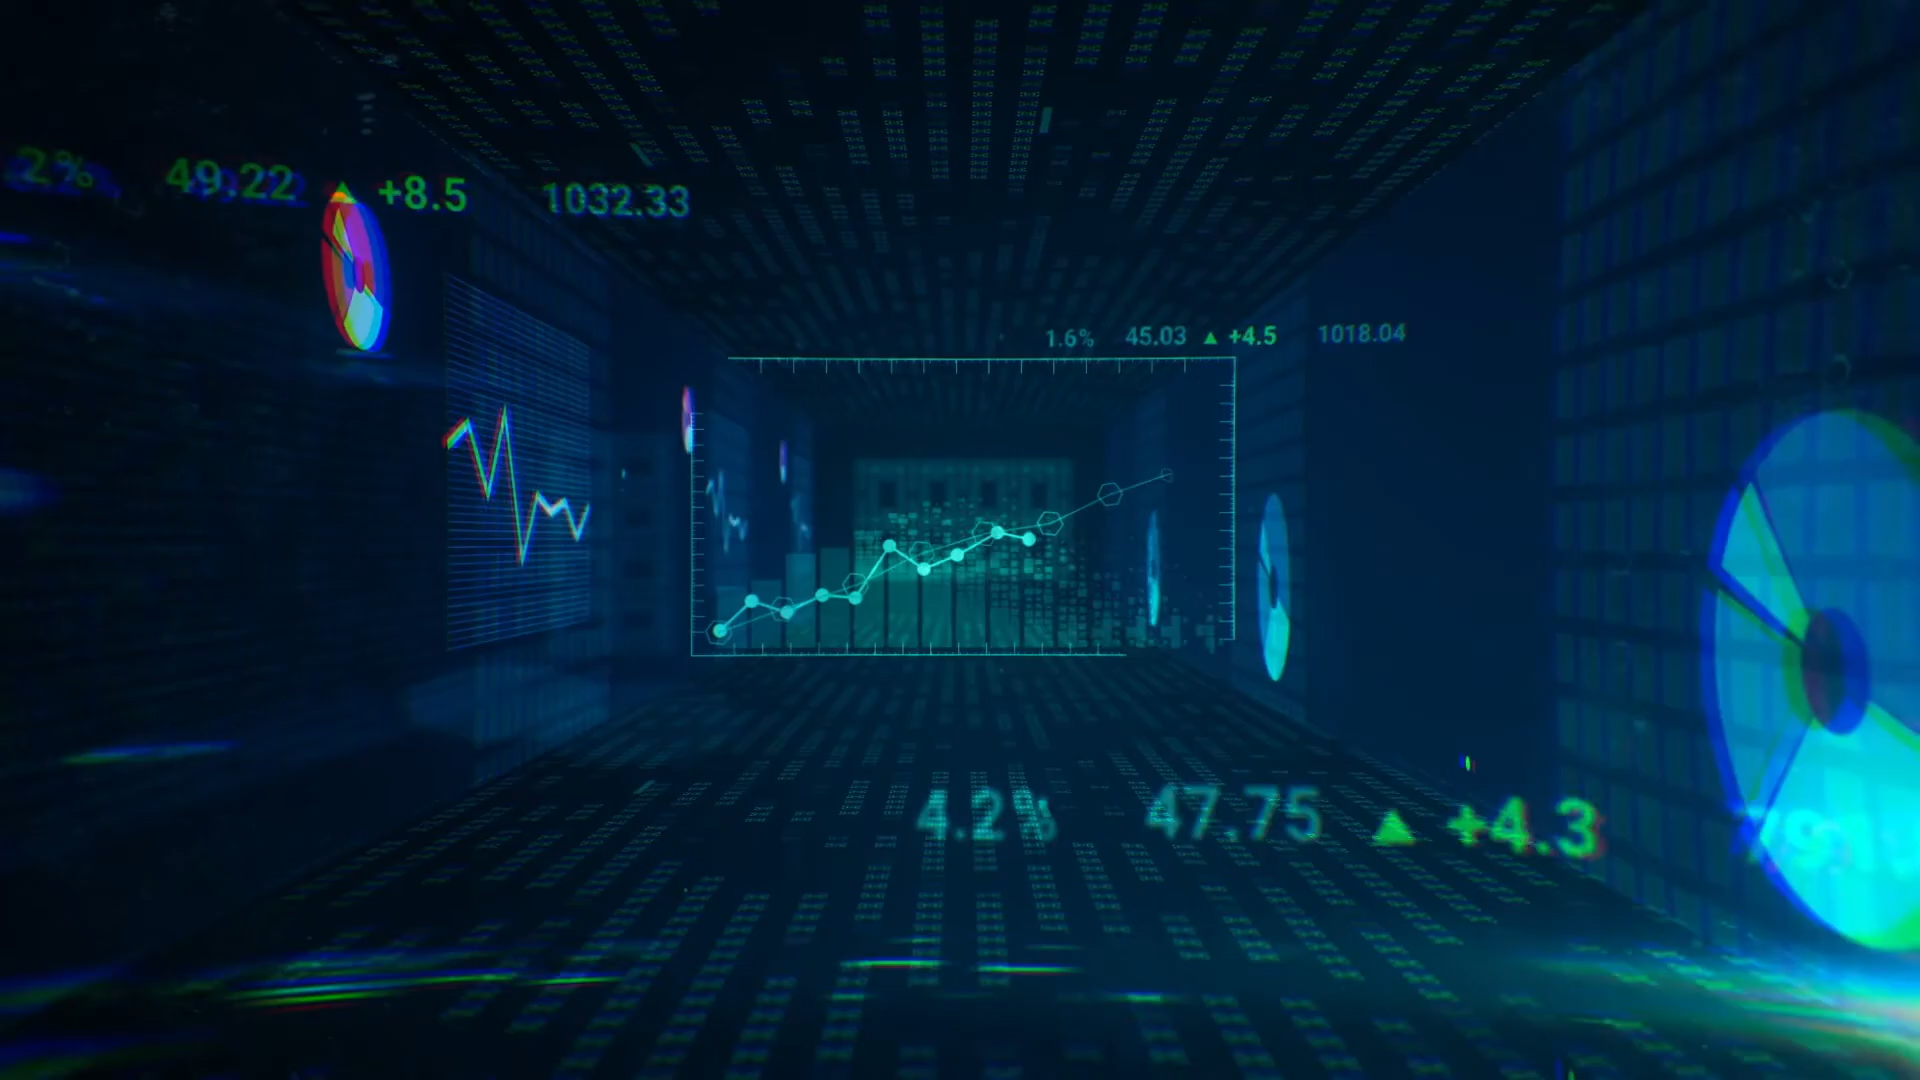 2% 49.22 ▲ +8.5 1032.33
1.6% 45.03 ▲ +4.5 1018.04
4.2% 47.75 ▲ +4.3